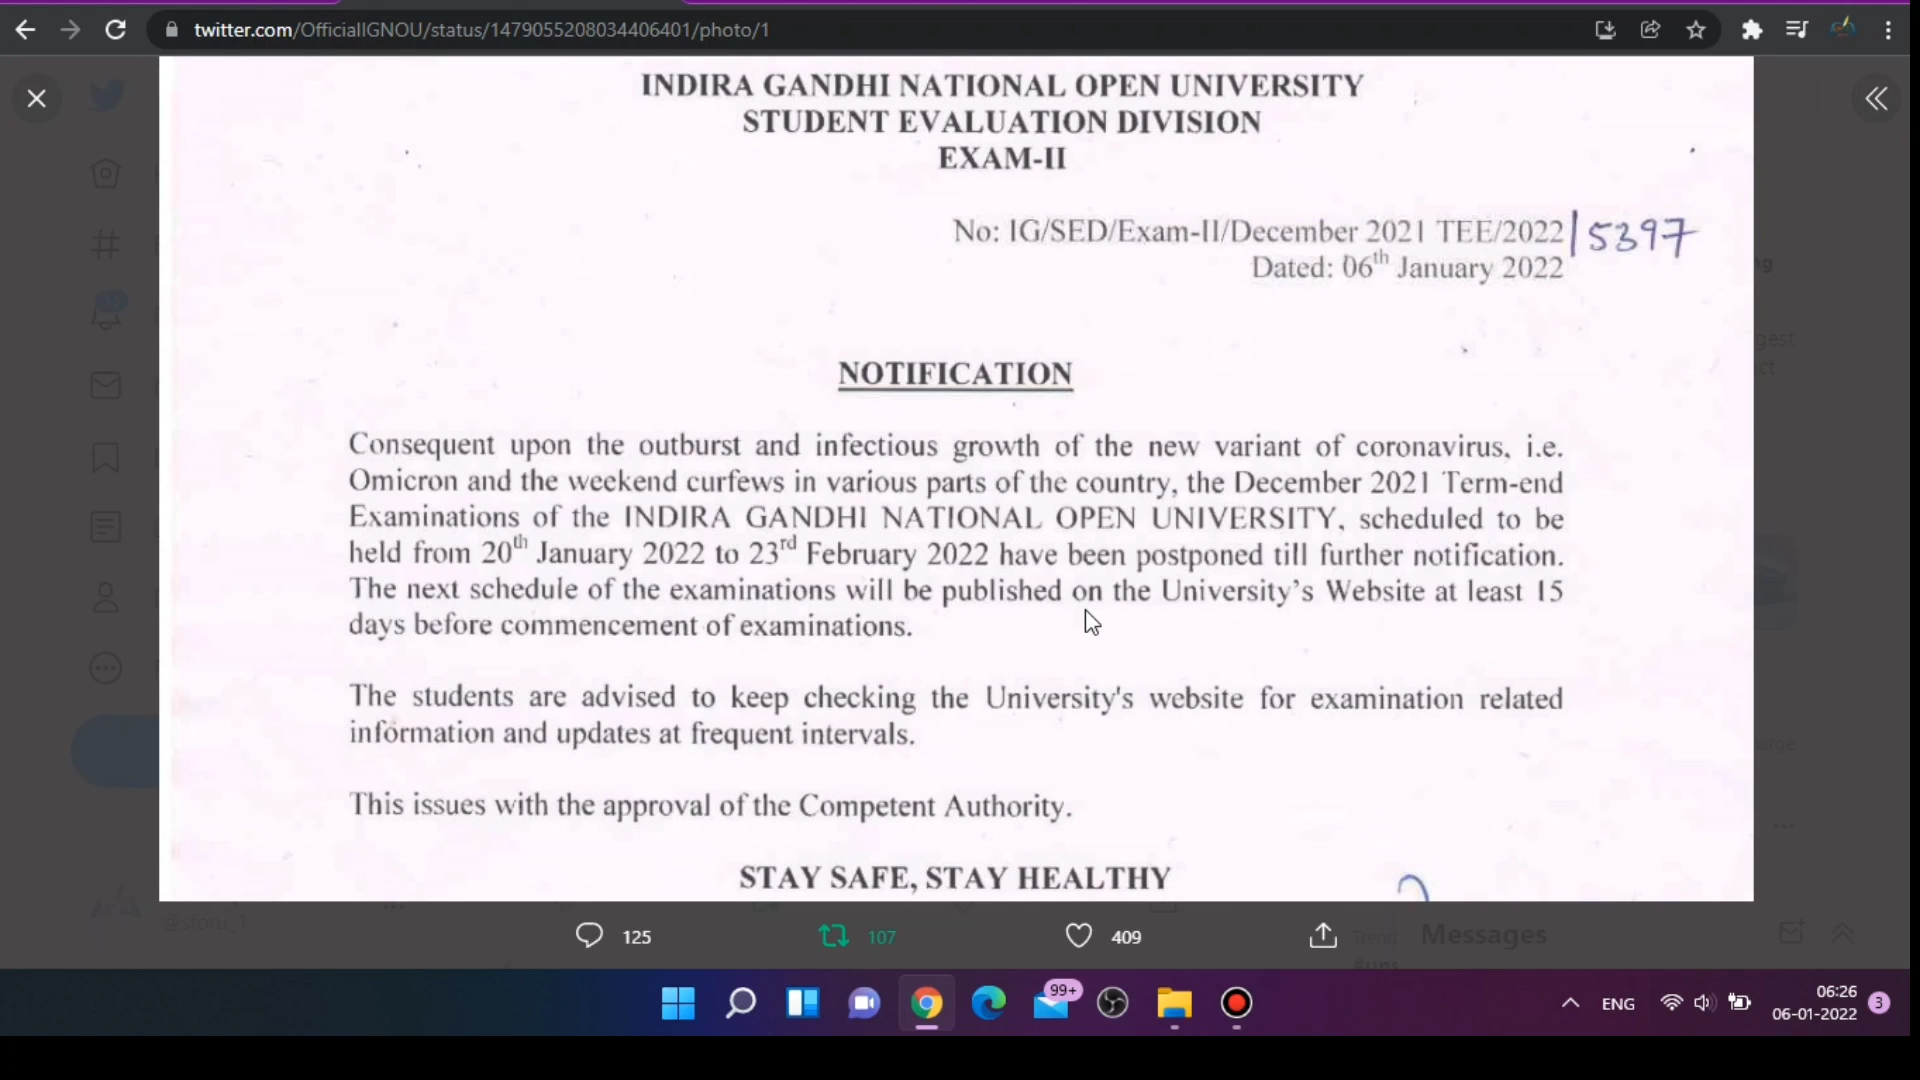 twitter.com/OfficialIGNOU/status/1479055208034406401/photo/1
INDIRA GANDHI NATIONAL OPEN UNIVERSITY
STUDENT EVALUATION DIVISION
EXAM-II
No: IG/SED/Exam-II/December 2021 TEE/2022 | 5397
Dated: 06th January 2022
NOTIFICATION
Consequent upon the outburst and infectious growth of the new variant of coronavirus, i.e.
Omicron and the weekend curfews in various parts of the country, the December 2021 Term-end
Examinations of the INDIRA GANDHI NATIONAL OPEN UNIVERSITY, scheduled to be
held from 20th January 2022 to 23rd February 2022 have been postponed till further notification.
The next schedule of the examinations will be published on the University's Website at least 15
days before commencement of examinations.
The students are advised to keep checking the University's website for examination related
information and updates at frequent intervals.
This issues with the approval of the Competent Authority.
STAY SAFE, STAY HEALTHY
@sforu_1
125
107
409
Messages
99+
ENG
06:26
06-01-2022
3